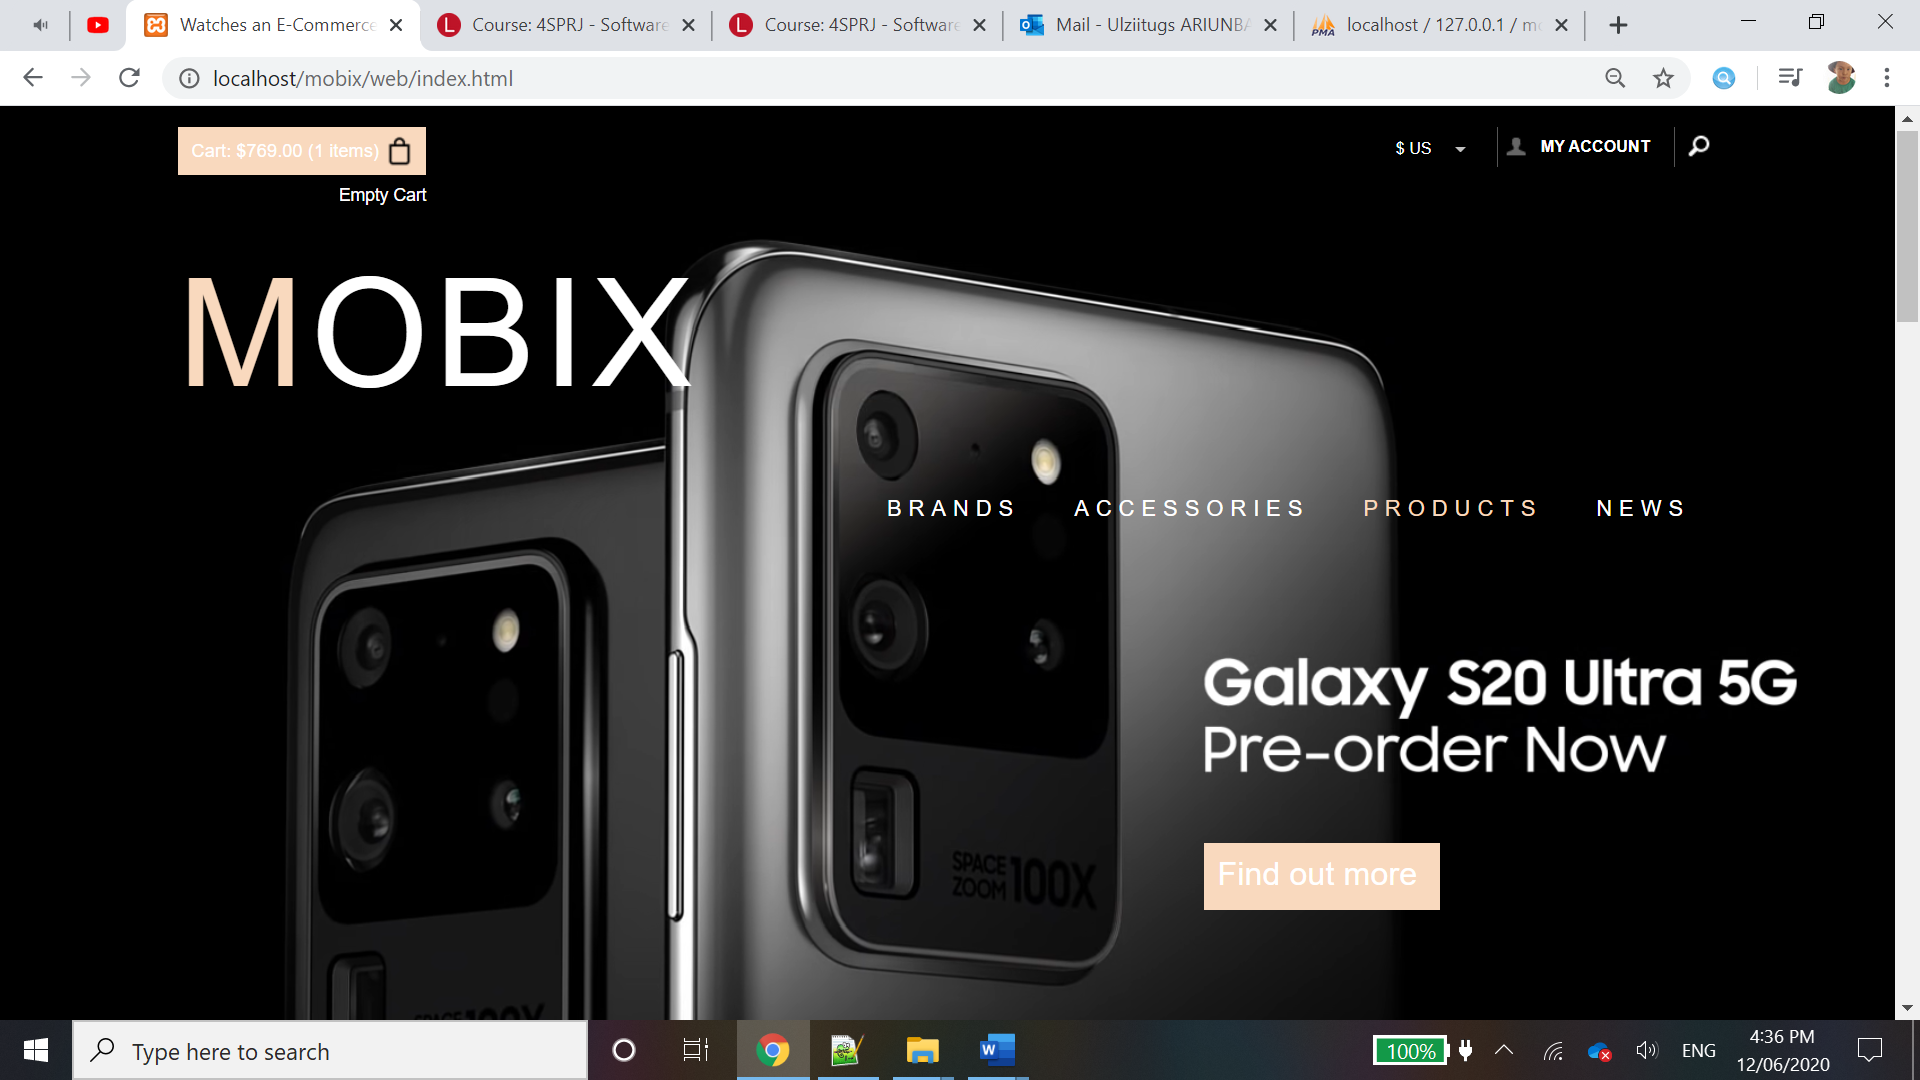 Watches an E-Commerce
Course: 4SPRJ - Software
Course: 4SPRJ - Software
Mail - Ulziitugs ARIUNBA
localhost / 127.0.0.1 / mo
localhost/mobix/web/index.html
Cart: $769.00 (1 items)
Empty Cart
$ US
MY ACCOUNT
MOBIX
BRANDS ACCESSORIES PRODUCTS NEWS
Galaxy S20 Ultra 5G
Pre-order Now
Find out more
SPACE
ZOOM 100X
Type here to search
100%
ENG
4:36 PM
12/06/2020